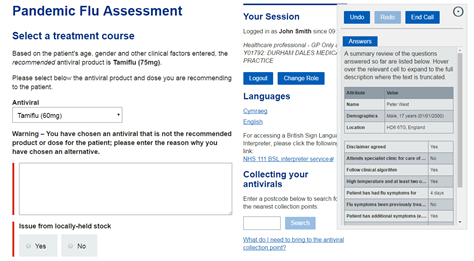 Pandemic Flu Assessment
Select a treatment course
Based on the patient's age, gender and other clinical factors entered, the
recommended antiviral product is Tamiflu (75mg).
Please select below the antiviral product and dose you are recommending
to the patient.
Antiviral
Tamiflu (60mg)
Warning – You have chosen an antiviral that is not the recommended
product or dose for the patient; please enter the reason why you
have chosen an alternative.
Issue from locally-held stock
Yes
No
Your Session
Logged in as John Smith since 09
Healthcare professional - GP Only
Y01792: DURHAM DALES MEDICA
PRACTICE
Logout
Change Role
Languages
Cymraeg
English
For accessing a British Sign Langu
Interpreter, please click the followi
link:
NHS 111 BSL interpreter service
Collecting your
antivirals
Enter a postcode below to search fo
the nearest collection points.
Search
What do I need to bring to the antiviral
collection point?
Undo
Redo
End Call
Answers
A summary review of the questions
answers so far are listed below. Hover
over the relevant cell to expand to the full
description where the text is truncated.
Attribute Value
Name Peter West
Demographics Male, 17 years (01/01/2000)
Location HD6 6TG, England
Disclaimer agreed Yes
Attends specialist clinic for care of ... No
Follow clinical algorithm Yes
High temperature and at least two o... Yes
Patient has had flu symptoms for 4 days
Flu symptoms been previously trea... No
Patient has additional symptoms (e.... Yes